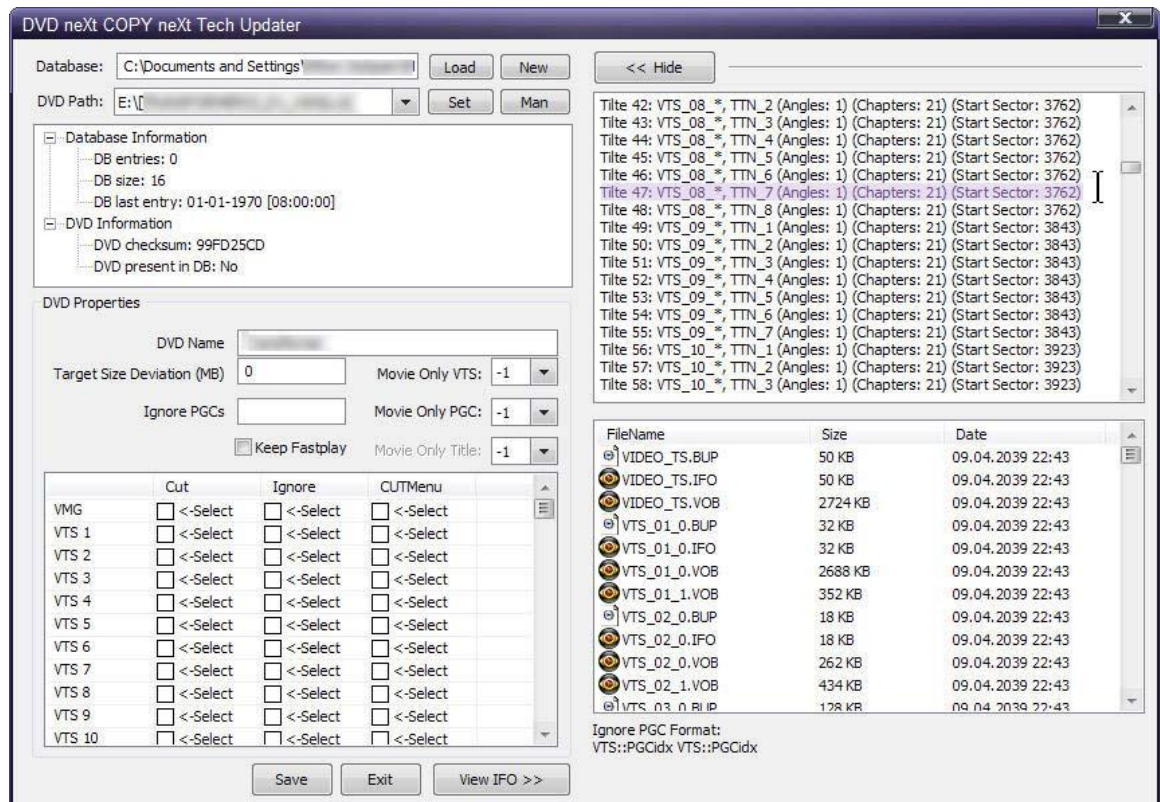 DVD neXt COPY neXt Tech Updater
X
Database: C:\Documents and Settings\ Load New
DVD Path: E:\[ Set Man
Database Information
DB entries: 0
DB size: 16
DB last entry: 01-01-1970 [08:00:00]
DVD Information
DVD checksum: 99FD25CD
DVD present in DB: No
DVD Properties
DVD Name
Target Size Deviation (MB) 0 Movie Only VTS: -1
Ignore PGCs Movie Only PGC: -1
Keep Fastplay Movie Only Title: -1
Cut Ignore CUTMenu
VMG <-Select <-Select <-Select
VTS 1 <-Select <-Select <-Select
VTS 2 <-Select <-Select <-Select
VTS 3 <-Select <-Select <-Select
VTS 4 <-Select <-Select <-Select
VTS 5 <-Select <-Select <-Select
VTS 6 <-Select <-Select <-Select
VTS 7 <-Select <-Select <-Select
VTS 8 <-Select <-Select <-Select
VTS 9 <-Select <-Select <-Select
VTS 10 <-Select <-Select <-Select
Save Exit View IFO >>
<< Hide
Tilte 42: VTS_08_*, TTN_2 (Angles: 1) (Chapters: 21) (Start Sector: 3762)
Tilte 43: VTS_08_*, TTN_3 (Angles: 1) (Chapters: 21) (Start Sector: 3762)
Tilte 44: VTS_08_*, TTN_4 (Angles: 1) (Chapters: 21) (Start Sector: 3762)
Tilte 45: VTS_08_*, TTN_5 (Angles: 1) (Chapters: 21) (Start Sector: 3762)
Tilte 46: VTS_08_*, TTN_6 (Angles: 1) (Chapters: 21) (Start Sector: 3762)
Tilte 47: VTS_08_*, TTN_7 (Angles: 1) (Chapters: 21) (Start Sector: 3762)
Tilte 48: VTS_08_*, TTN_8 (Angles: 1) (Chapters: 21) (Start Sector: 3762)
Tilte 49: VTS_09_*, TTN_1 (Angles: 1) (Chapters: 21) (Start Sector: 3843)
Tilte 50: VTS_09_*, TTN_2 (Angles: 1) (Chapters: 21) (Start Sector: 3843)
Tilte 51: VTS_09_*, TTN_3 (Angles: 1) (Chapters: 21) (Start Sector: 3843)
Tilte 52: VTS_09_*, TTN_4 (Angles: 1) (Chapters: 21) (Start Sector: 3843)
Tilte 53: VTS_09_*, TTN_5 (Angles: 1) (Chapters: 21) (Start Sector: 3843)
Tilte 54: VTS_09_*, TTN_6 (Angles: 1) (Chapters: 21) (Start Sector: 3843)
Tilte 55: VTS_09_*, TTN_7 (Angles: 1) (Chapters: 21) (Start Sector: 3843)
Tilte 56: VTS_10_*, TTN_1 (Angles: 1) (Chapters: 21) (Start Sector: 3923)
Tilte 57: VTS_10_*, TTN_2 (Angles: 1) (Chapters: 21) (Start Sector: 3923)
Tilte 58: VTS_10_*, TTN_3 (Angles: 1) (Chapters: 21) (Start Sector: 3923)
FileName Size Date
VIDEO_TS.BUP 50 KB 09.04.2039 22:43
VIDEO_TS.IFO 50 KB 09.04.2039 22:43
VIDEO_TS.VOB 2724 KB 09.04.2039 22:43
VTS_01_0.BUP 32 KB 09.04.2039 22:43
VTS_01_0.IFO 32 KB 09.04.2039 22:43
VTS_01_0.VOB 2688 KB 09.04.2039 22:43
VTS_01_1.VOB 352 KB 09.04.2039 22:43
VTS_02_0.BUP 18 KB 09.04.2039 22:43
VTS_02_0.IFO 18 KB 09.04.2039 22:43
VTS_02_0.VOB 262 KB 09.04.2039 22:43
VTS_02_1.VOB 434 KB 09.04.2039 22:43
VTS_03_0.BUP 128 KB 09.04.2039 22:43
Ignore PGC Format:
VTS::PGCidx VTS::PGCidx